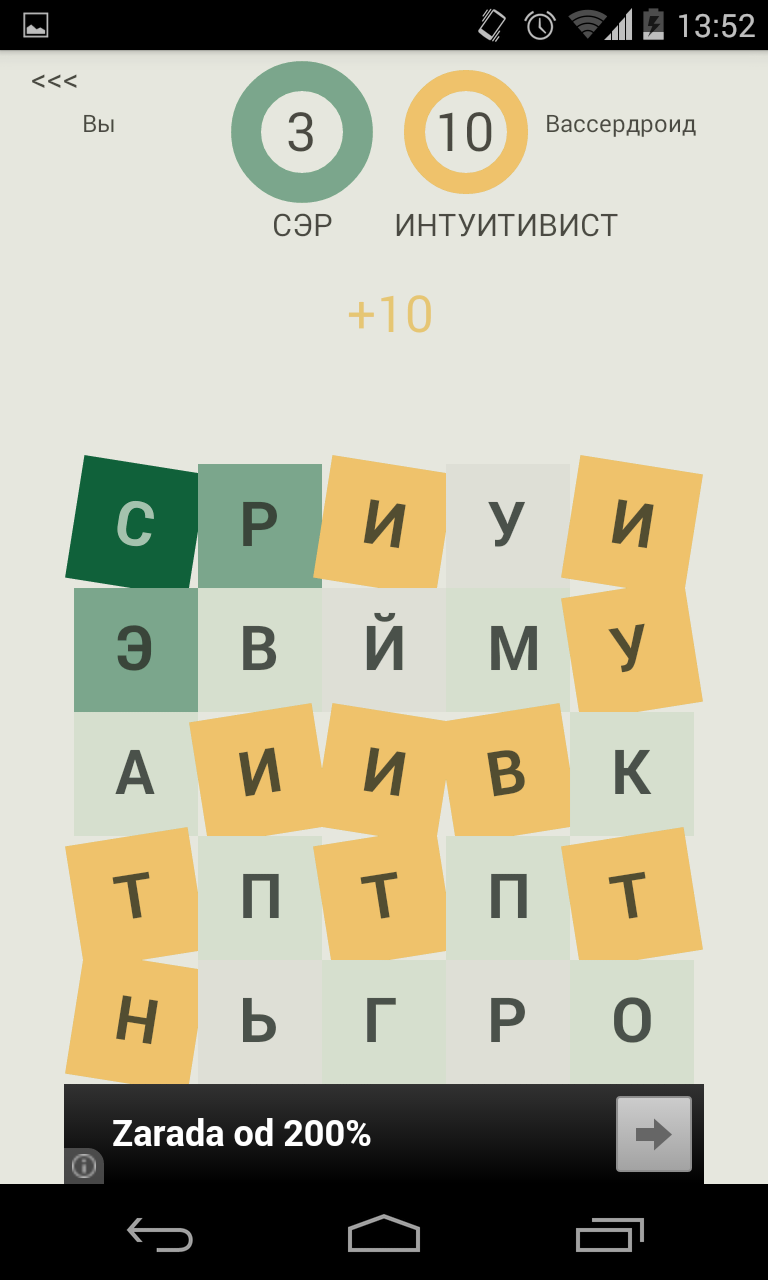 13:52
<<<
Вы 3 10 Вассердроид
СЭР ИНТУИТИВИСТ
+10
С Р И У И
Э В Й М У
А И И В К
Т П Т П Т
Н Ь Г Р О
Zarada od 200%